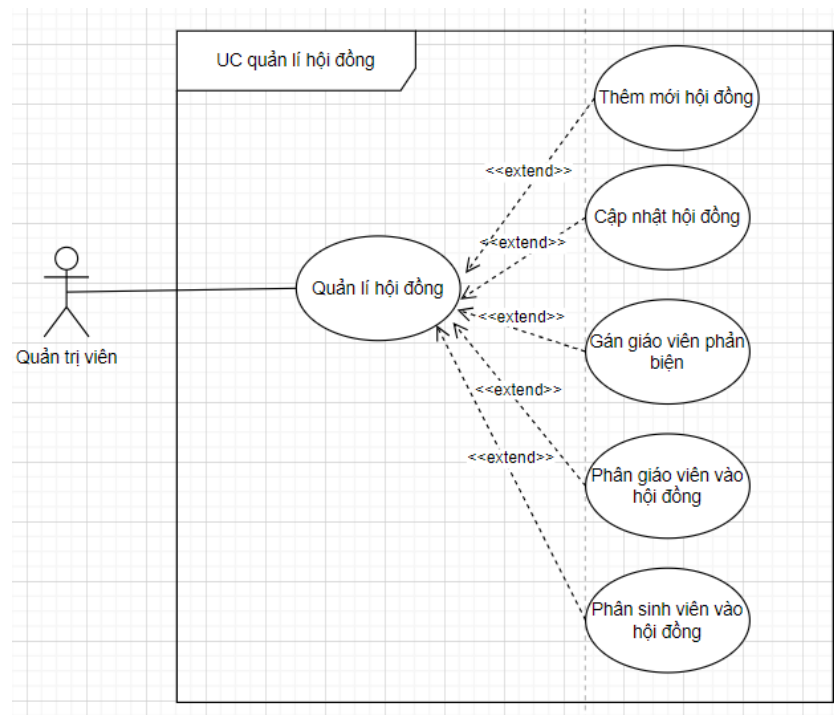 UC quản lí hội đồng
Thêm mới hội đồng
<<extend>>
Cập nhật hội đồng
<<extend>>
Quản lí hội đồng
<<extend>>
Gán giáo viên phản
biện
Quản trị viên
<<extend>>
<<extend>>
Phân giáo viên vào
hội đồng
Phân sinh viên vào
hội đồng